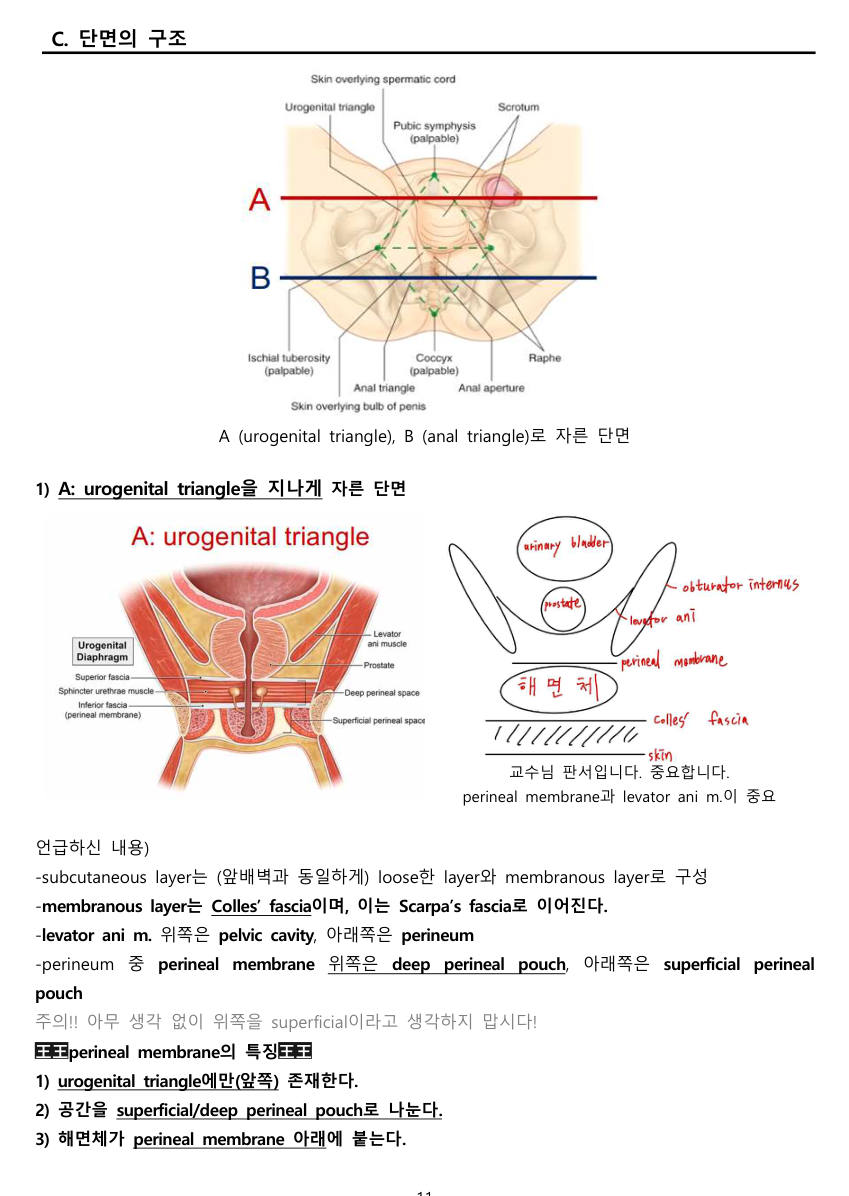 C. 단면의 구조
Skin overlying spermatic cord
Urogenital triangle
Scrotum
Pubic symphysis
(palpable)
A
B
Ischial tuberosity
(palpable)
Coccyx
(palpable)
Raphe
Anal triangle
Anal aperture
Skin overlying bulb of penis
A (urogenital triangle), B (anal triangle)로 자른 단면
1) A: urogenital triangle을 지나게 자른 단면
A: urogenital triangle
Urogenital
Diaphragm
Superior fascia
Sphincter urethrae muscle
Inferior fascia
(perineal membrane)
Levator
ani muscle
Prostate
Deep perineal space
Superficial perineal space
urinary bladder
prostate
obturator internus
levator ani
perineal membrane
해면체
Colles' fascia
skin
교수님 판서입니다. 중요합니다.
perineal membrane과 levator ani m.이 중요
언급하신 내용)
-subcutaneous layer는 (앞배벽과 동일하게) loose한 layer와 membranous layer로 구성
-membranous layer는 Colles’ fascia이며, 이는 Scarpa’s fascia로 이어진다.
-levator ani m. 위쪽은 pelvic cavity, 아래쪽은 perineum
-perineum 중 perineal membrane 위쪽은 deep perineal pouch, 아래쪽은 superficial perineal
pouch
주의!! 아무 생각 없이 위쪽을 superficial이라고 생각하지 맙시다!
perineal membrane의 특징
1) urogenital triangle에만(앞쪽) 존재한다.
2) 공간을 superficial/deep perineal pouch로 나눈다.
3) 해면체가 perineal membrane 아래에 붙는다.